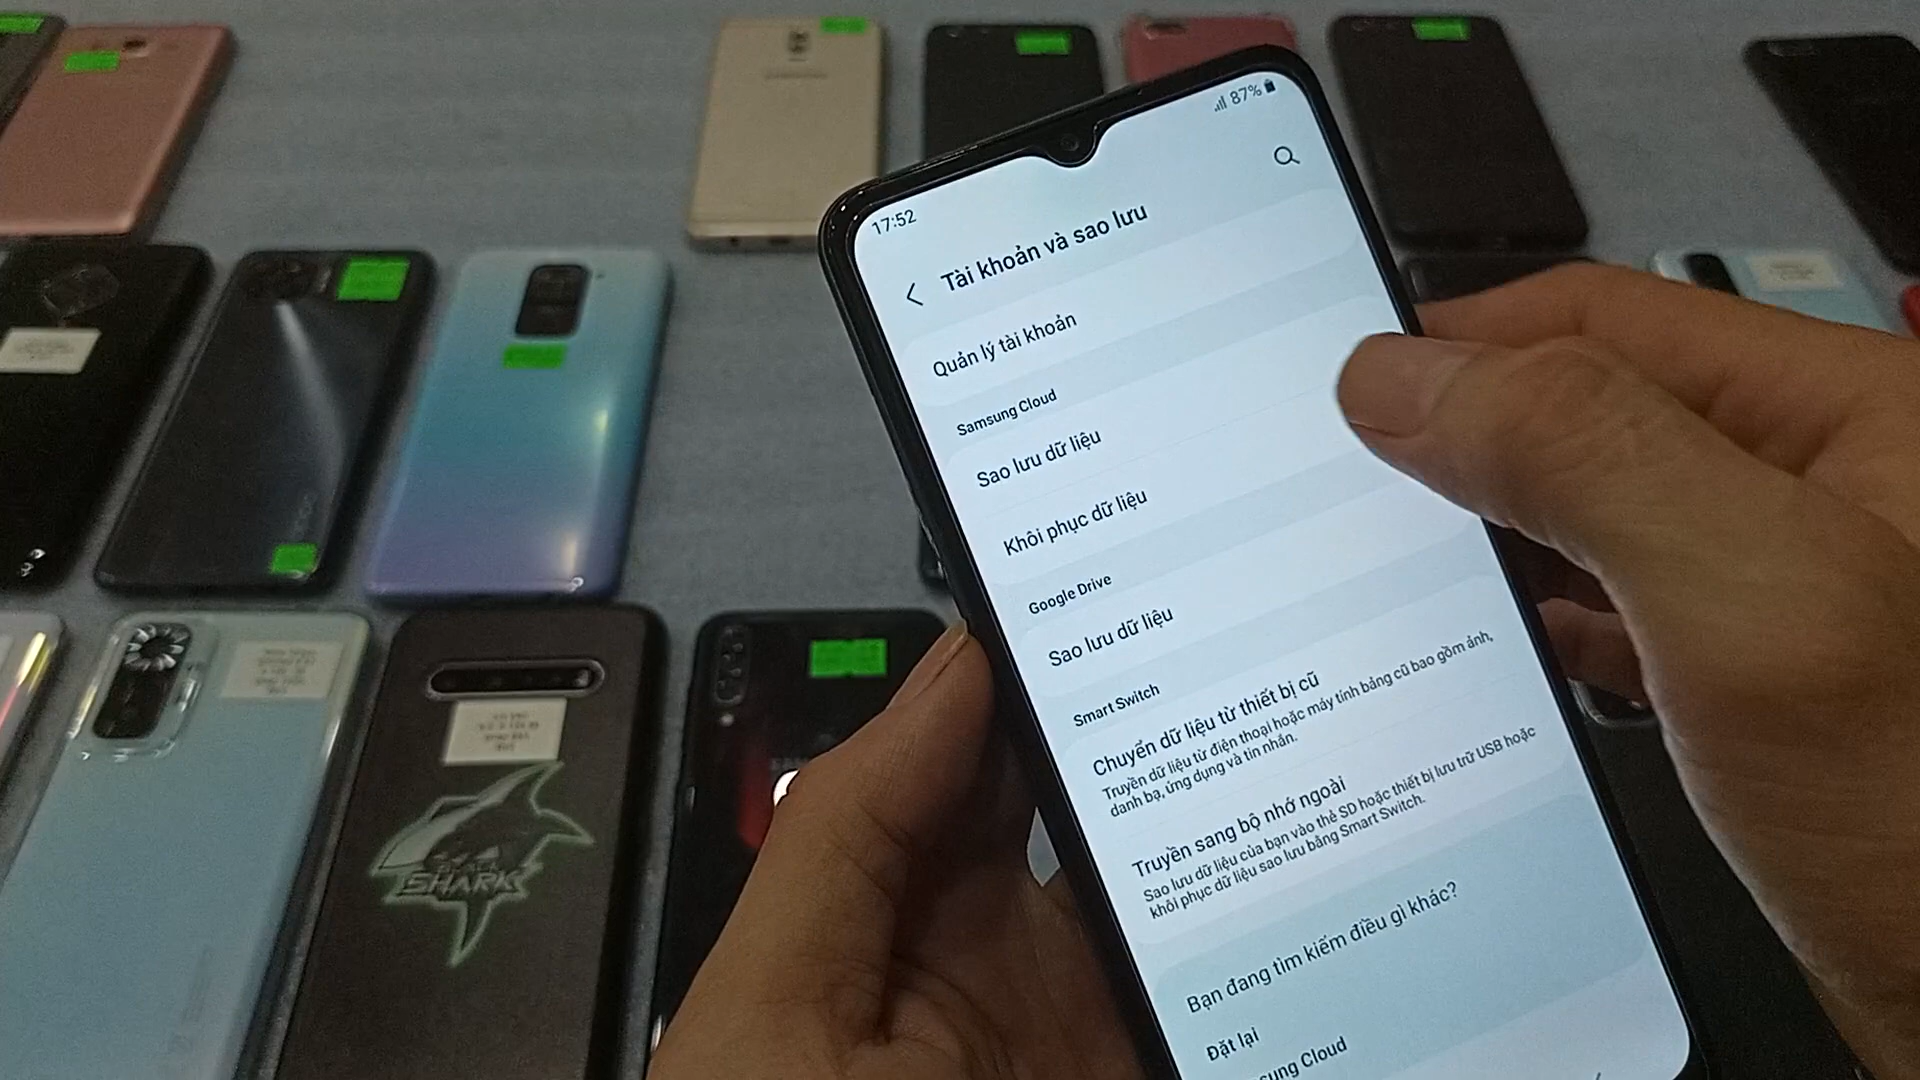 17:52
87%
Tài khoản và sao lưu
Quản lý tài khoản
Samsung Cloud
Sao lưu dữ liệu
Khôi phục dữ liệu
Google Drive
Sao lưu dữ liệu
Smart Switch
Chuyển dữ liệu từ thiết bị cũ
Truyền dữ liệu từ điện thoại hoặc máy tính bảng cũ bao gồm ảnh,
danh bạ, ứng dụng và tin nhắn.
Truyền sang bộ nhớ ngoài
Sao lưu dữ liệu của bạn vào thẻ SD hoặc thiết bị lưu trữ USB hoặc
khôi phục dữ liệu sao lưu bằng Smart Switch.
Bạn đang tìm kiếm điều gì khác?
Đặt lại
sung Cloud
SHARK